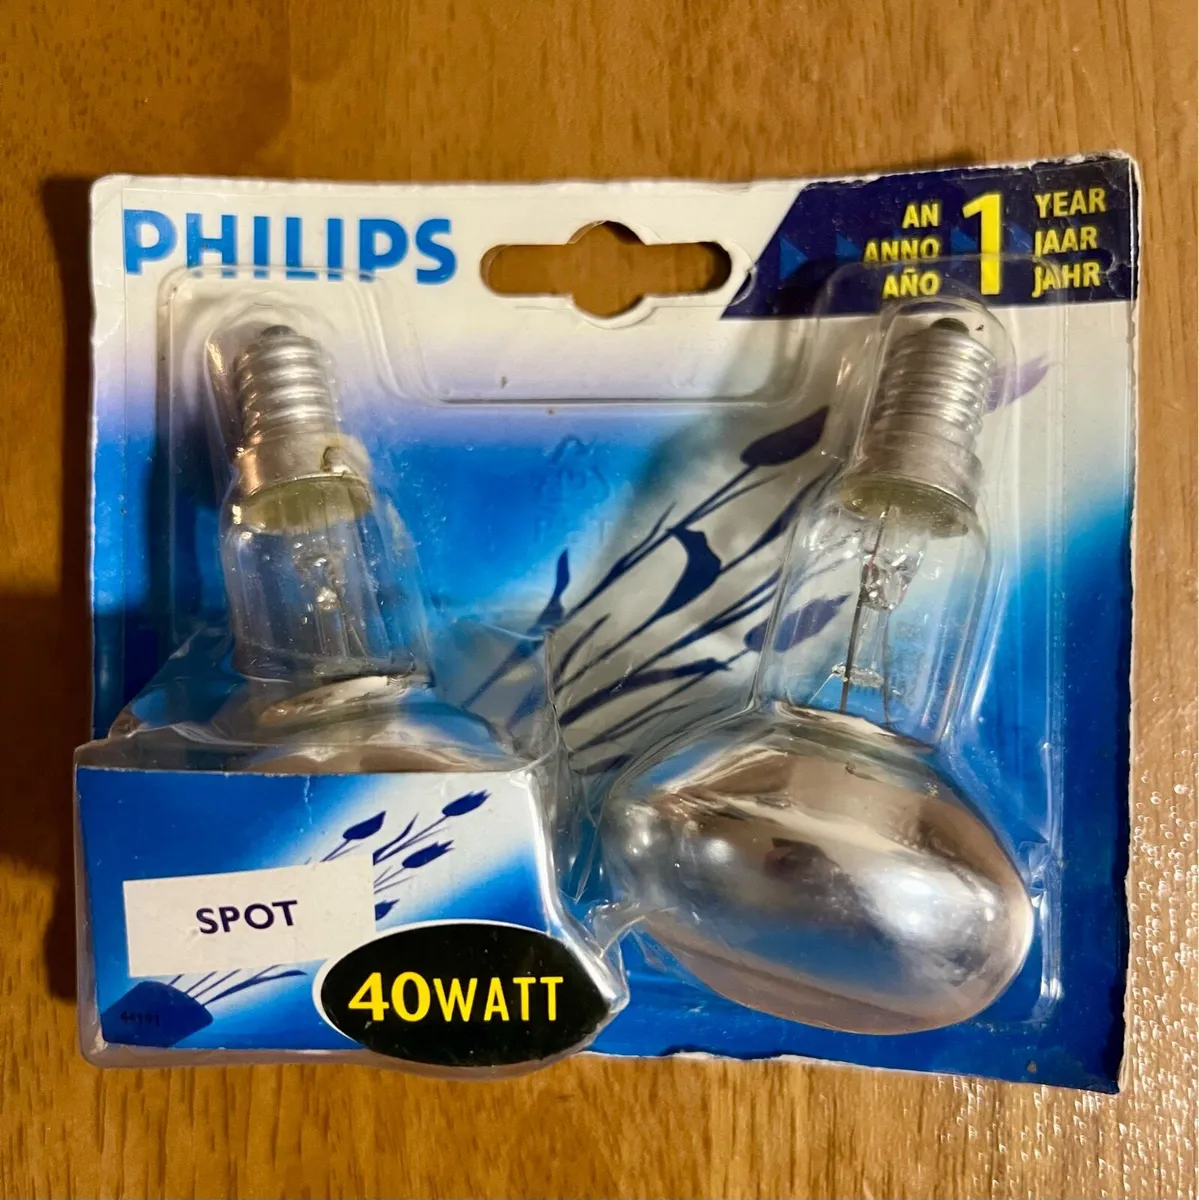 PHILIPS
AN
ANNO
AÑO
1
YEAR
JAAR
JAHR
SPOT
40WATT